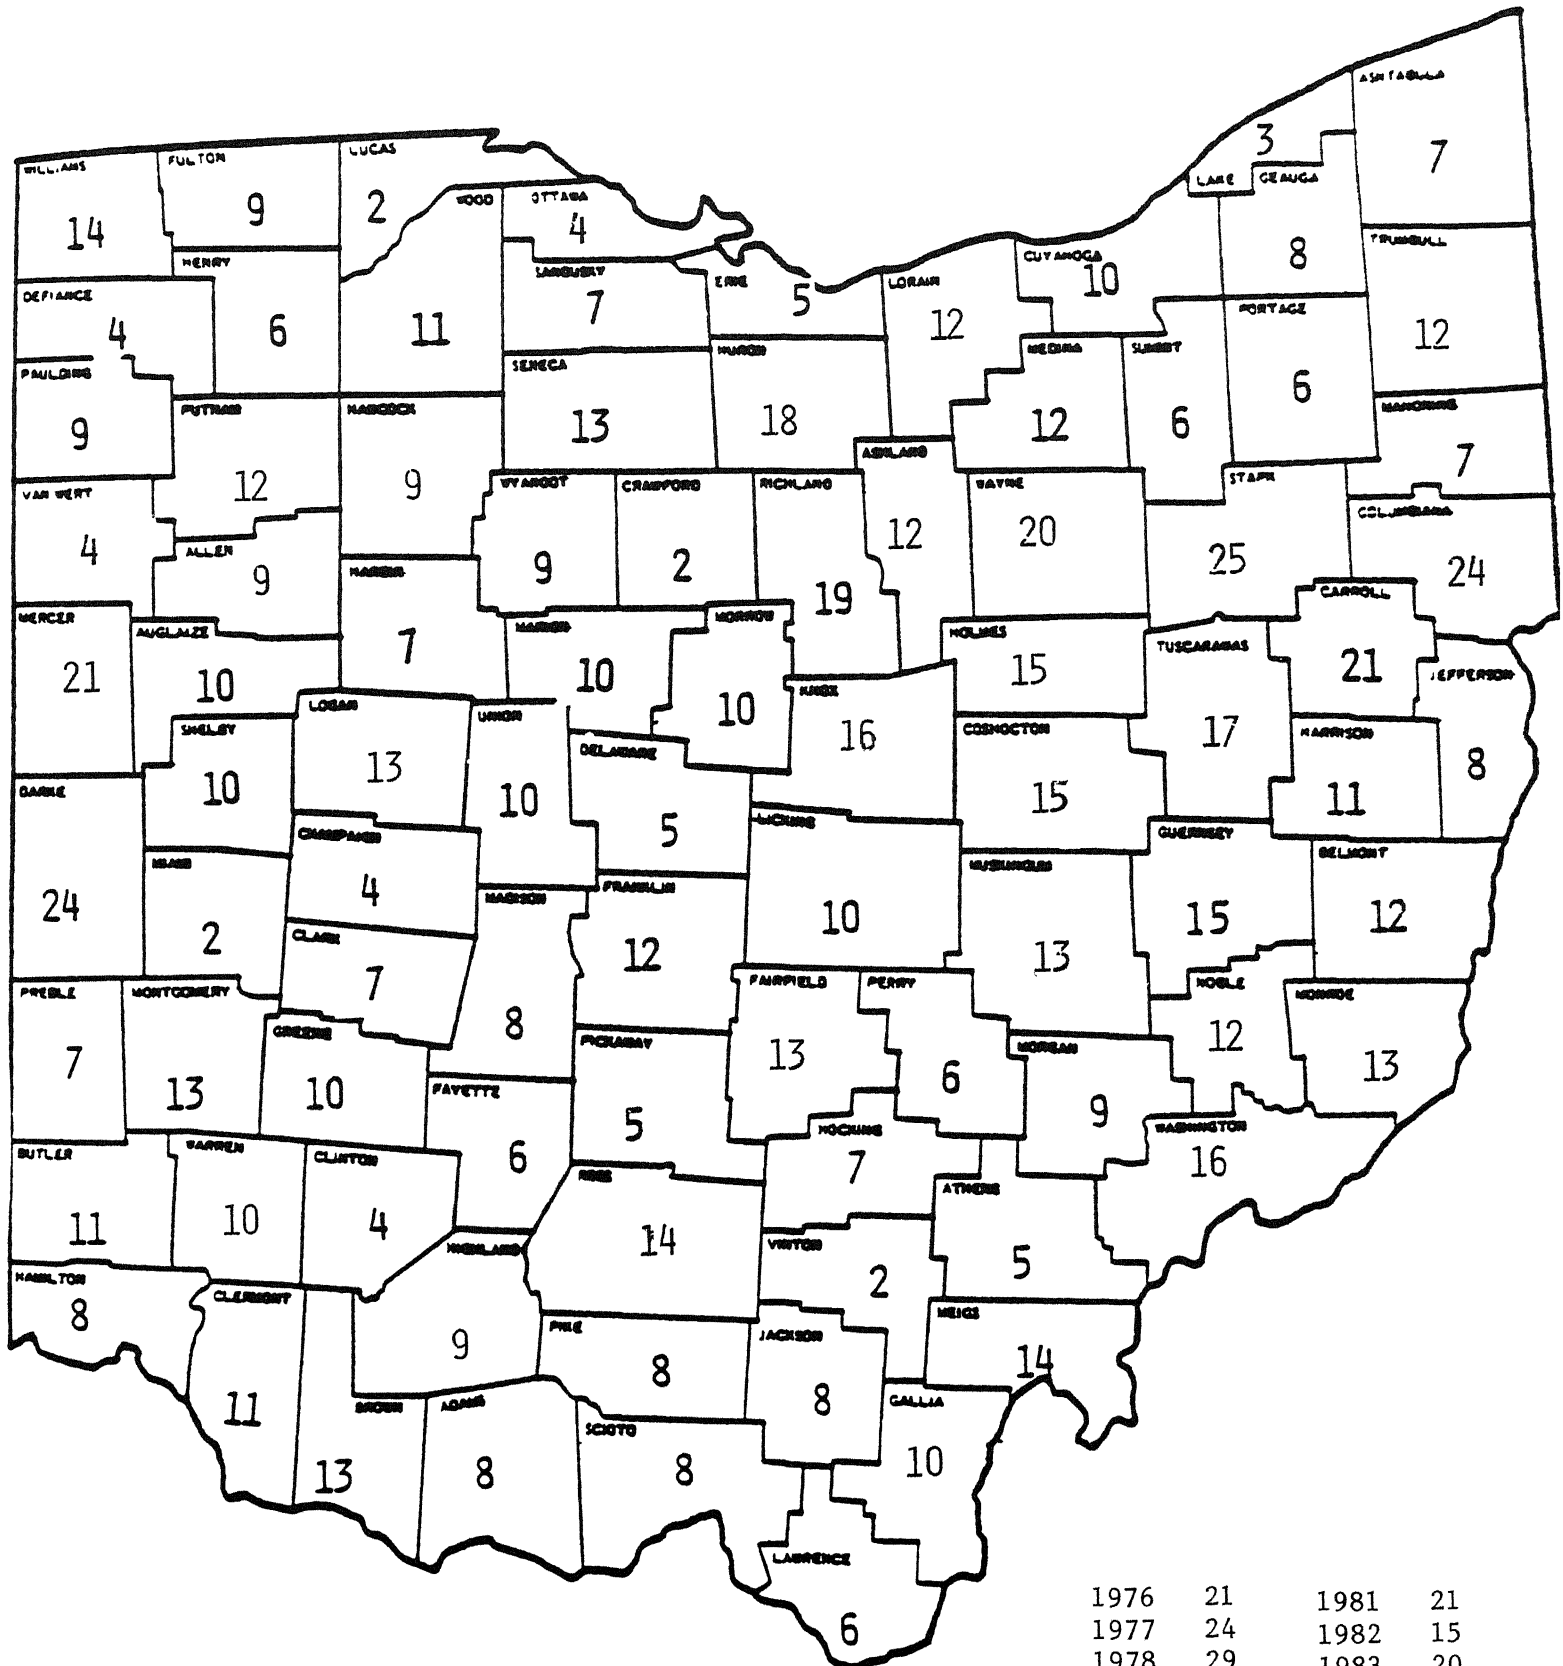 ASHTABULA
7
3
LAKE GEAUGA
8
WILLIAMS
14
FULTON
9
LUCAS
2
WOOD
11
OTTAWA
4
SANDUSKY
7
ERIE
5
LORAIN
12
CUYAHOGA
10
TRUMBULL
12
HENRY
6
DEFIANCE
4
PAULDING
9
PUTNAM
12
HANCOCK
9
SENECA
13
HURON
18
MEDINA
12
SUMMIT
6
PORTAGE
6
MAHONING
7
VAN WERT
4
ALLEN
9
WYANDOT
9
CRAWFORD
2
RICHLAND
19
ASHLAND
12
WAYNE
20
STARK
25
COLUMBIANA
24
MERCER
21
AUGLAIZE
10
HARDIN
7
MARION
10
MORROW
10
HOLMES
15
TUSCARAWAS
17
CARROLL
21
JEFFERSON
8
SHELBY
10
LOGAN
13
UNION
10
DELAWARE
5
KNOX
16
COSHOCTON
15
HARRISON
11
DARKE
24
MIAMI
2
CHAMPAIGN
4
CLARK
7
MADISON
8
FRANKLIN
12
LICKING
10
MUSKINGUM
13
GUERNSEY
15
BELMONT
12
PREBLE
7
MONTGOMERY
13
GREENE
10
FAYETTE
6
PICKAWAY
5
FAIRFIELD
13
PERRY
6
MORGAN
9
NOBLE
12
MONROE
13
BUTLER
11
WARREN
10
CLINTON
4
ROSS
14
HOCKING
7
ATHENS
5
WASHINGTON
16
HAMILTON
8
CLERMONT
11
HIGHLAND
9
VINTON
2
PIKE
8
JACKSON
8
MEIGS
14
BROWN
13
ADAMS
8
SCIOTO
8
GALLIA
10
LAWRENCE
6
1976 21 1981 21
1977 24 1982 15
1978 29 1983 20